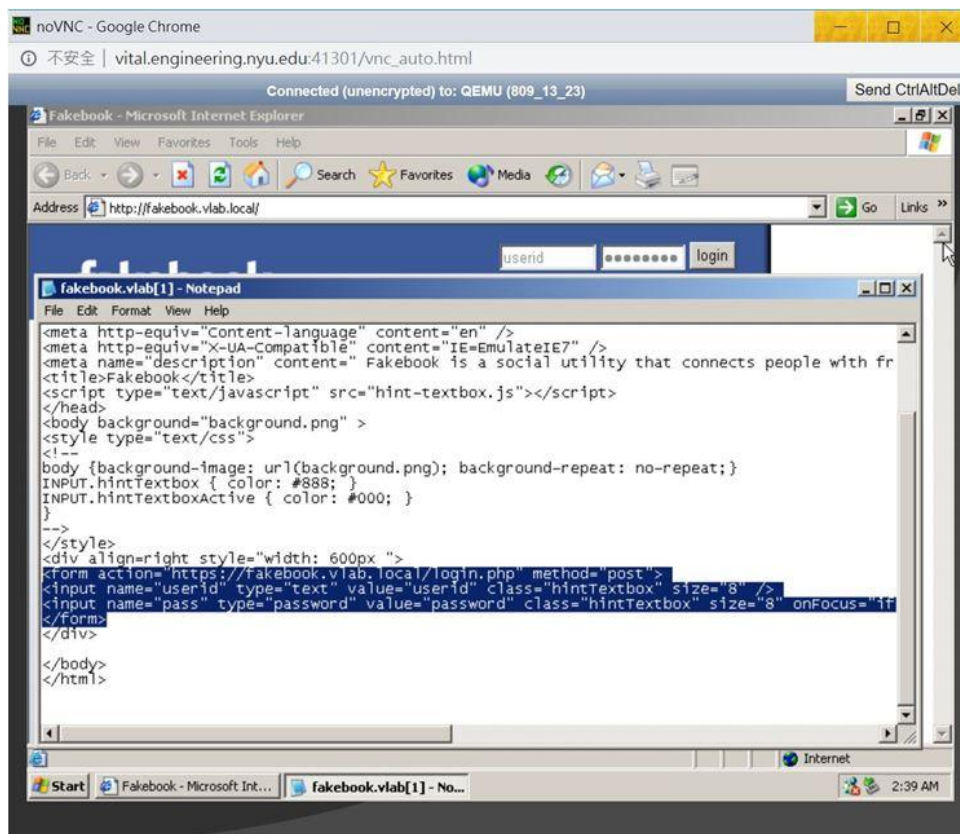 noVNC - Google Chrome
不安全 | vital.engineering.nyu.edu:41301/vnc_auto.html
Connected (unencrypted) to: QEMU (809_13_23)
Send CtrlAltDel
Fakebook - Microsoft Internet Explorer
File Edit View Favorites Tools Help
Back Search Favorites Media
Address http://fakebook.vlab.local/ Go Links »
userid ●●●●●●●● login
fakebook.vlab[1] - Notepad
File Edit Format View Help
<meta http-equiv="Content-language" content="en" />
<meta http-equiv="X-UA-Compatible" content="IE=EmulateIE7" />
<meta name="description" content=" Fakebook is a social utility that connects people with fr
<title>Fakebook</title>
<script type="text/javascript" src="hint-textbox.js"></script>
</head>
<body background="background.png" >
<style type="text/css">
<!--
body {background-image: url(background.png); background-repeat: no-repeat;}
INPUT.hintTextbox { color: #888; }
INPUT.hintTextboxActive { color: #000; }
}
-->
</style>
<div align=right style="width: 600px ">
<form action="https://fakebook.vlab.local/login.php" method="post">
<input name="userid" type="text" value="userid" class="hintTextbox" size="8" />
<input name="pass" type="password" value="password" class="hintTextbox" size="8" onFocus="if
</form>
</div>
</body>
</html>
Internet
Start Fakebook - Microsoft Int... fakebook.vlab[1] - No... 2:39 AM